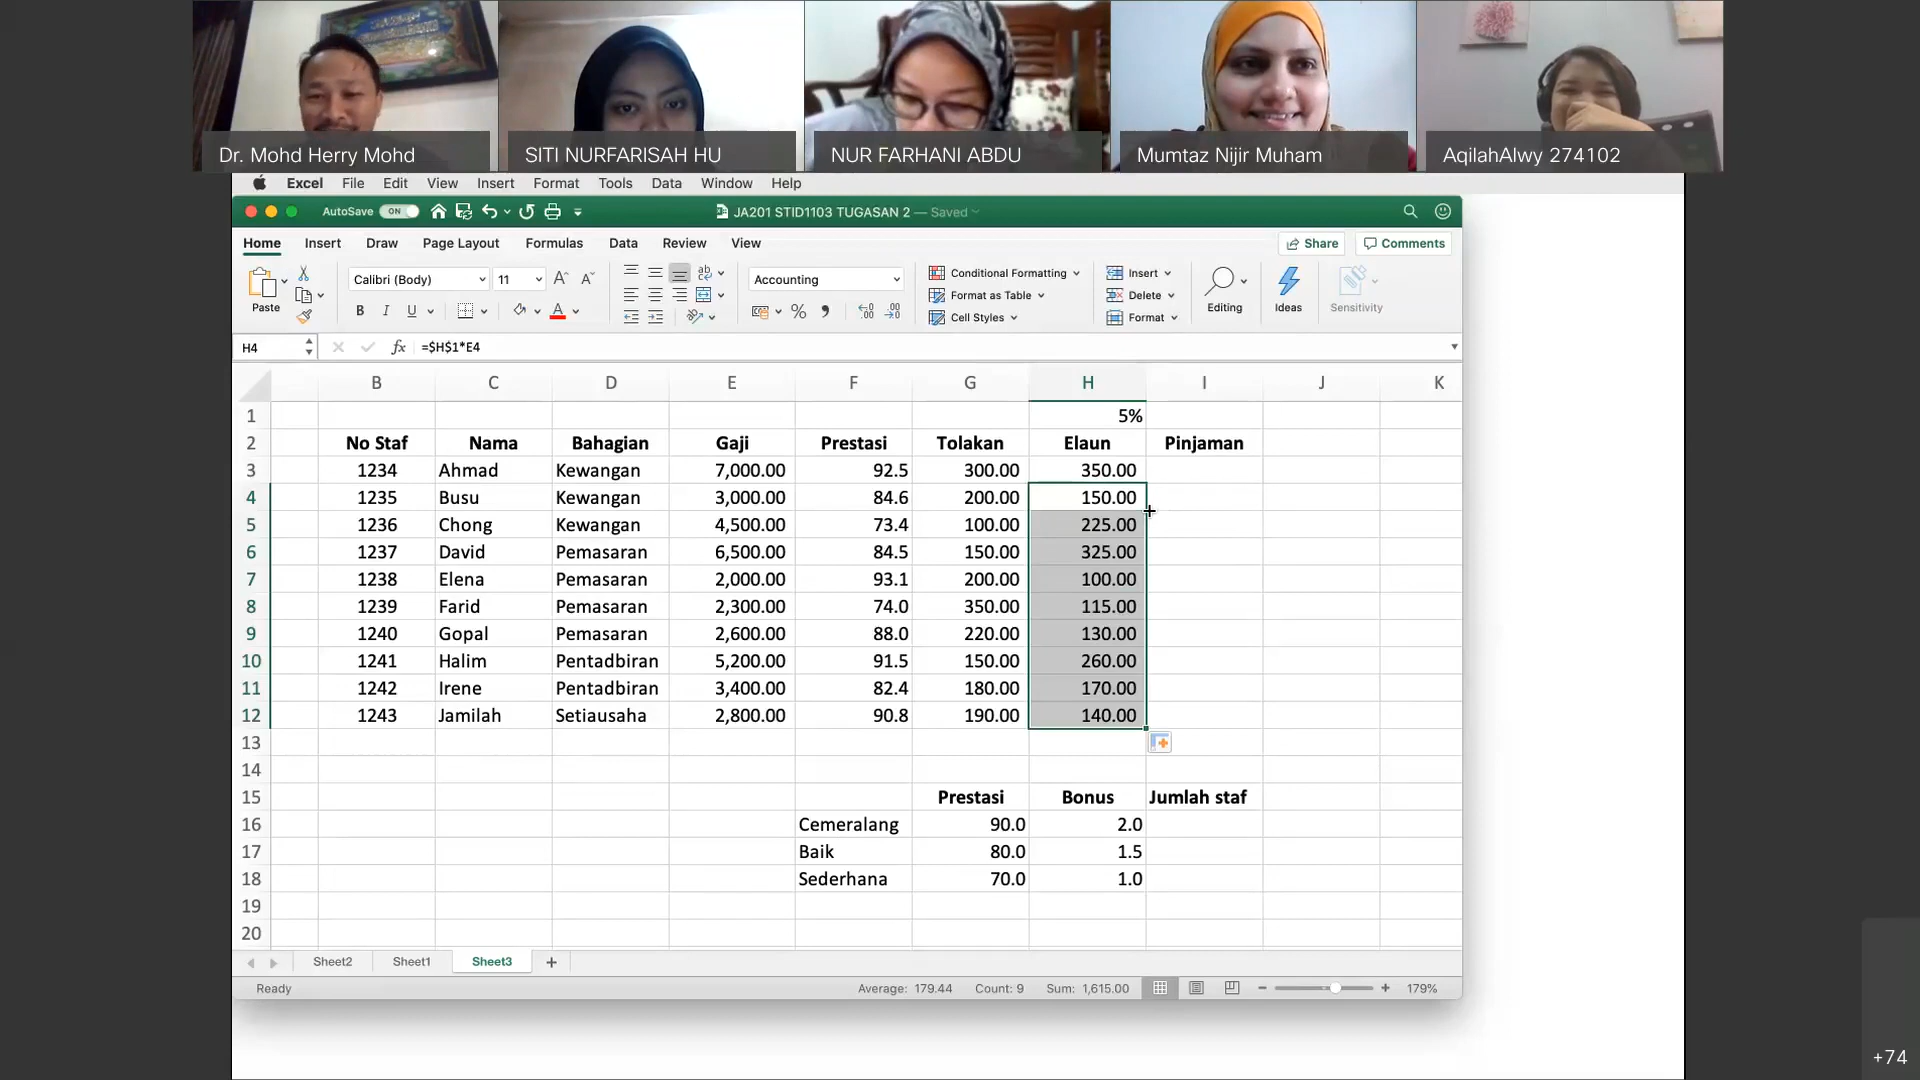 Dr. Mohd Herry Mohd
SITI NURFARISAH HU
NUR FARHANI ABDU
Mumtaz Nijir Muham
AqilahAlwy 274102
Excel File Edit View Insert Format Tools Data Window Help
AutoSave ON JA201 STID1103 TUGASAN 2 — Saved
Home Insert Draw Page Layout Formulas Data Review View Share Comments
Paste
Calibri (Body) 11
B I U
Accounting
Conditional Formatting
Format as Table
Cell Styles
Insert
Delete
Format
Editing
Ideas
Sensitivity
H4 fx =$H$1*E4
B C D E F G H I J K
1 5%
2 No Staf Nama Bahagian Gaji Prestasi Tolakan Elaun Pinjaman
3 1234 Ahmad Kewangan 7,000.00 92.5 300.00 350.00
4 1235 Busu Kewangan 3,000.00 84.6 200.00 150.00
5 1236 Chong Kewangan 4,500.00 73.4 100.00 225.00
6 1237 David Pemasaran 6,500.00 84.5 150.00 325.00
7 1238 Elena Pemasaran 2,000.00 93.1 200.00 100.00
8 1239 Farid Pemasaran 2,300.00 74.0 350.00 115.00
9 1240 Gopal Pemasaran 2,600.00 88.0 220.00 130.00
10 1241 Halim Pentadbiran 5,200.00 91.5 150.00 260.00
11 1242 Irene Pentadbiran 3,400.00 82.4 180.00 170.00
12 1243 Jamilah Setiausaha 2,800.00 90.8 190.00 140.00
13
14
15 Prestasi Bonus Jumlah staf
16 Cemeralang 90.0 2.0
17 Baik 80.0 1.5
18 Sederhana 70.0 1.0
19
20
Sheet2 Sheet1 Sheet3 +
Ready Average: 179.44 Count: 9 Sum: 1,615.00 179%
+74